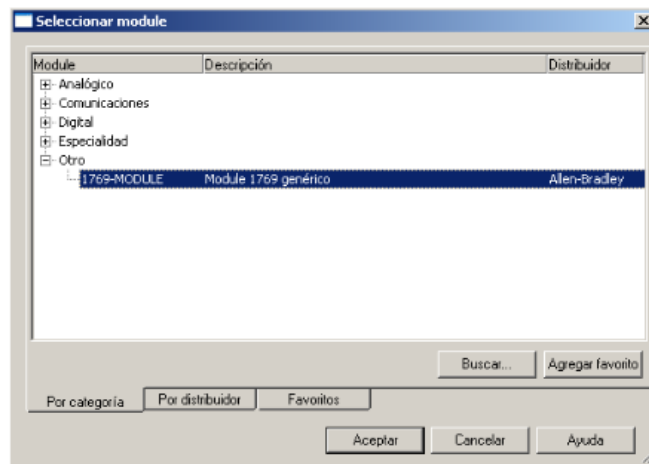 Seleccionar module
Module Descripción Distribuidor
Analógico
Comunicaciones
Digital
Especialidad
Otro
1769-MODULE Module 1769 genérico Allen-Bradley
Buscar... Agregar favorito
Por categoría Por distribuidor Favoritos
Aceptar Cancelar Ayuda